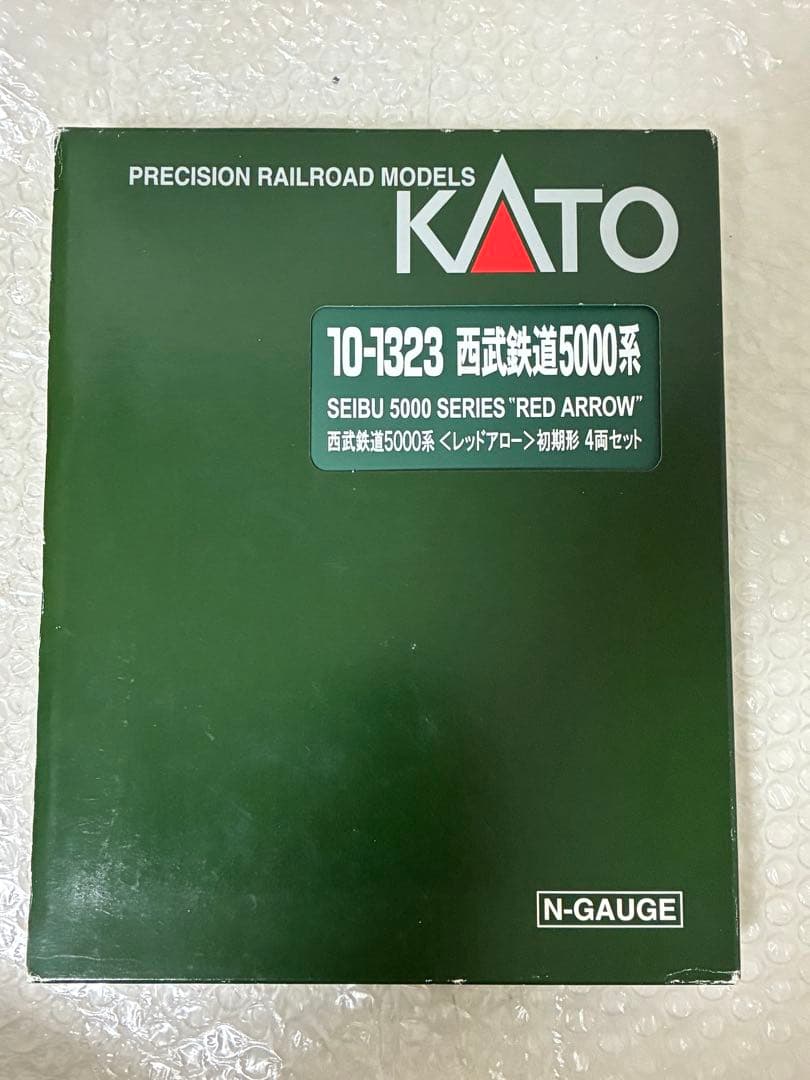 PRECISION RAILROAD MODELS
KATO
10-1323 西武鉄道5000系
SEIBU 5000 SERIES "RED ARROW"
西武鉄道5000系<レッドアロー>初期形 4両セット
N-GAUGE